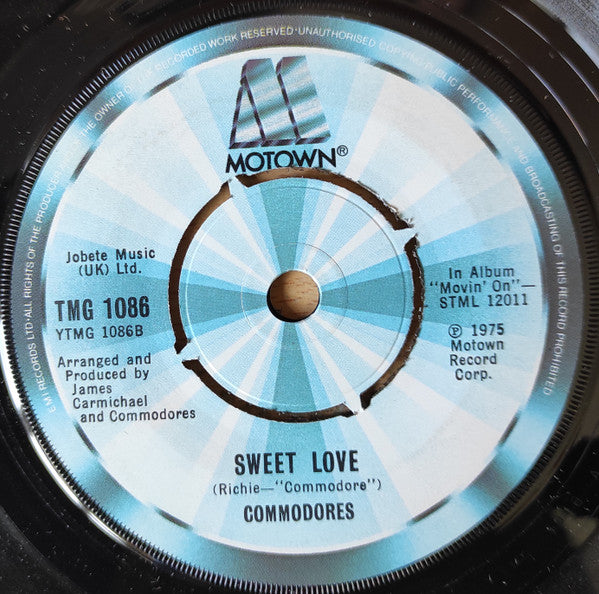 EMI RECORDS LTD·ALL RIGHTS OF THE PRODUCER AND OF THE OWNER OF THE RECORDED WORK RESERVED·UNAUTHORISED COPYING, PUBLIC PERFORMANCE AND BROADCASTING OF THIS RECORD PROHIBITED
MOTOWN®
Jobete Music
(UK) Ltd.
TMG 1086
YTMG 1086B
Arranged and
Produced by
James
Carmichael
and Commodores
In Album
"Movin' On"—
STML 12011
℗ 1975
Motown
Record
Corp.
SWEET LOVE
(Richie—"Commodore")
COMMODORES